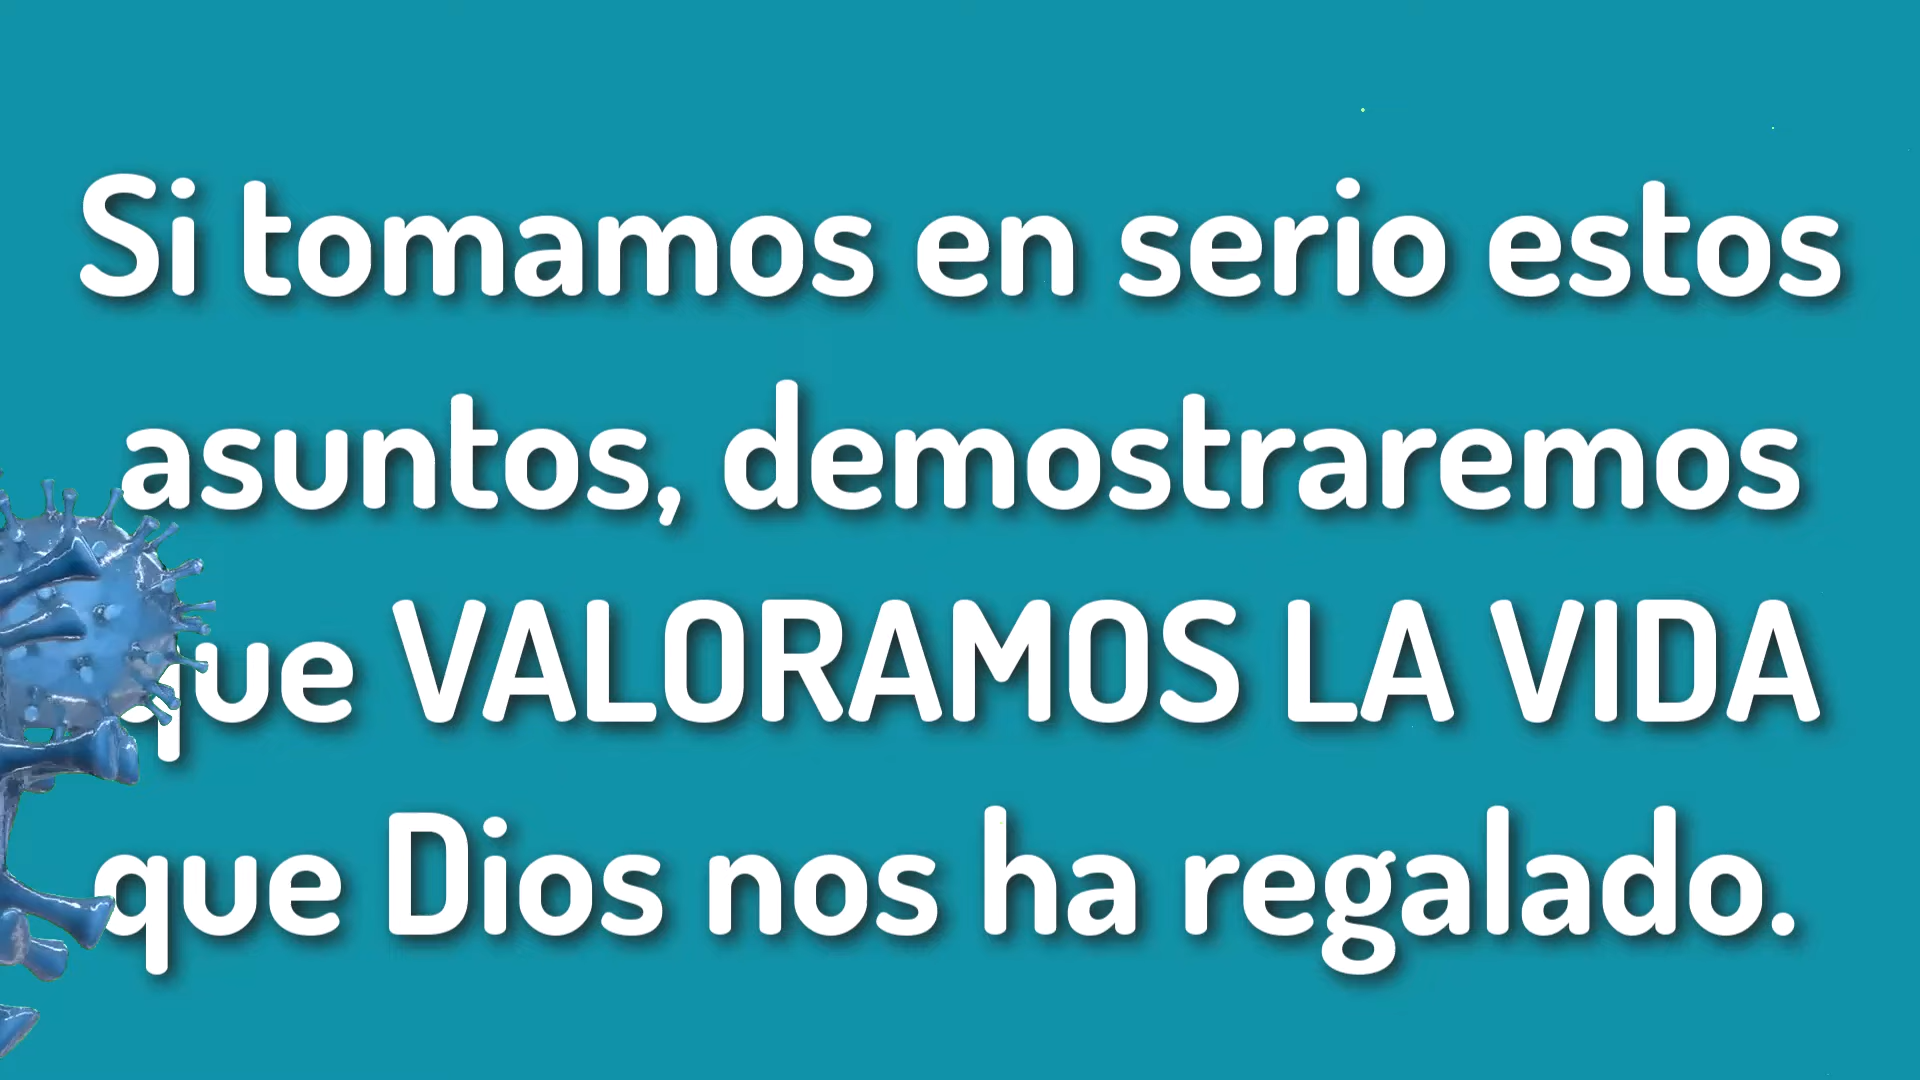 Si tomamos en serio estos
asuntos, demostraremos
que VALORAMOS LA VIDA
que Dios nos ha regalado.